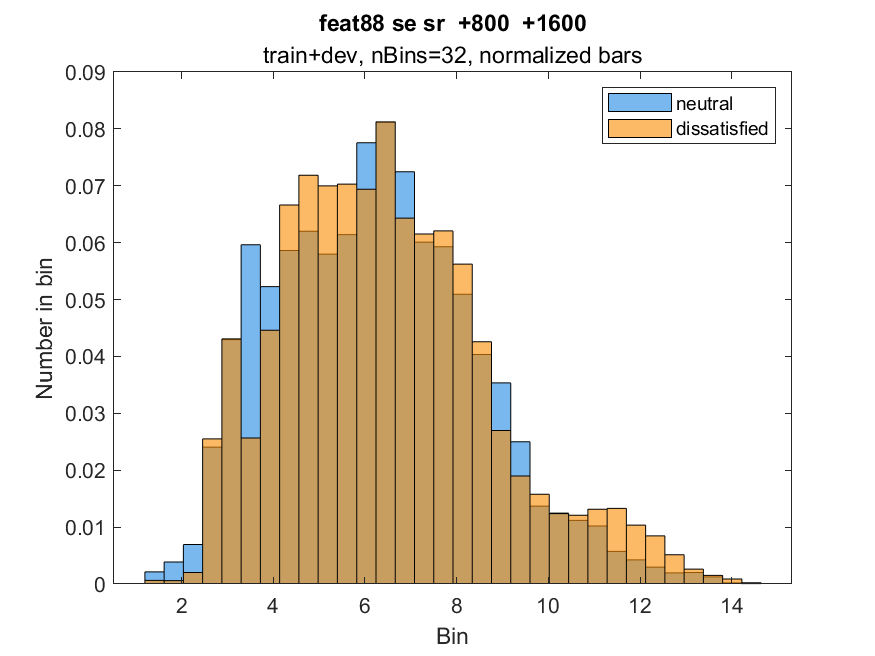 feat88 se sr  +800  +1600
train+dev, nBins=32, normalized bars
neutral
dissatisfied
Number in bin
0.09
0.08
0.07
0.06
0.05
0.04
0.03
0.02
0.01
0
2 4 6 8 10 12 14
Bin